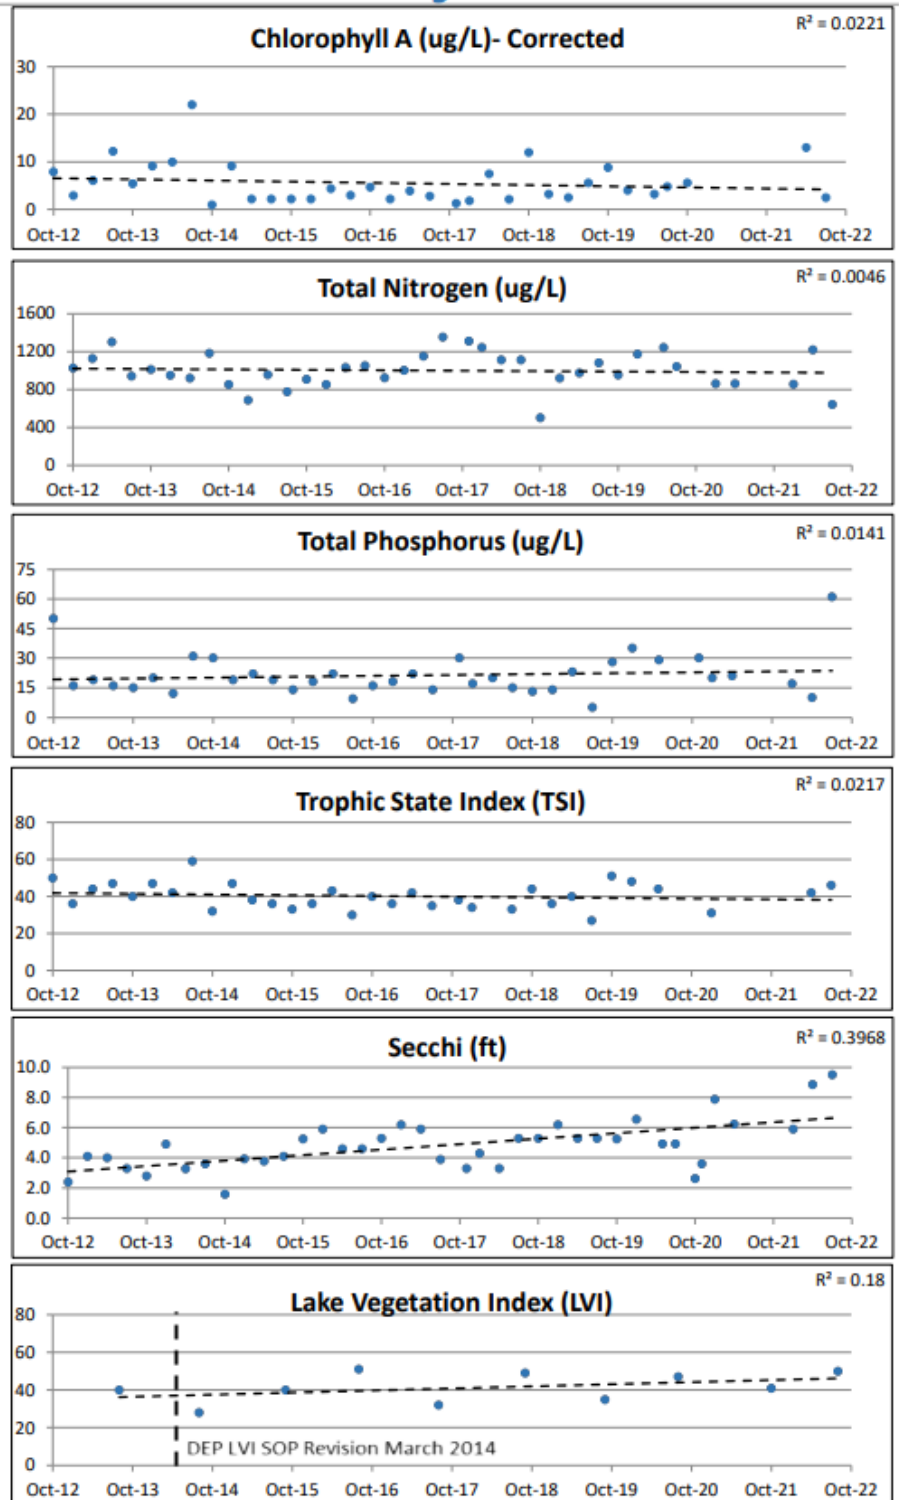 Chlorophyll A (ug/L)- Corrected
R² = 0.0221
30
20
10
0
Oct-12 Oct-13 Oct-14 Oct-15 Oct-16 Oct-17 Oct-18 Oct-19 Oct-20 Oct-21 Oct-22
Total Nitrogen (ug/L)
R² = 0.0046
1600
1200
800
400
0
Oct-12 Oct-13 Oct-14 Oct-15 Oct-16 Oct-17 Oct-18 Oct-19 Oct-20 Oct-21 Oct-22
Total Phosphorus (ug/L)
R² = 0.0141
75
60
45
30
15
0
Oct-12 Oct-13 Oct-14 Oct-15 Oct-16 Oct-17 Oct-18 Oct-19 Oct-20 Oct-21 Oct-22
Trophic State Index (TSI)
R² = 0.0217
80
60
40
20
0
Oct-12 Oct-13 Oct-14 Oct-15 Oct-16 Oct-17 Oct-18 Oct-19 Oct-20 Oct-21 Oct-22
Secchi (ft)
R² = 0.3968
10.0
8.0
6.0
4.0
2.0
0.0
Oct-12 Oct-13 Oct-14 Oct-15 Oct-16 Oct-17 Oct-18 Oct-19 Oct-20 Oct-21 Oct-22
Lake Vegetation Index (LVI)
R² = 0.18
80
60
40
20
0
DEP LVI SOP Revision March 2014
Oct-12 Oct-13 Oct-14 Oct-15 Oct-16 Oct-17 Oct-18 Oct-19 Oct-20 Oct-21 Oct-22